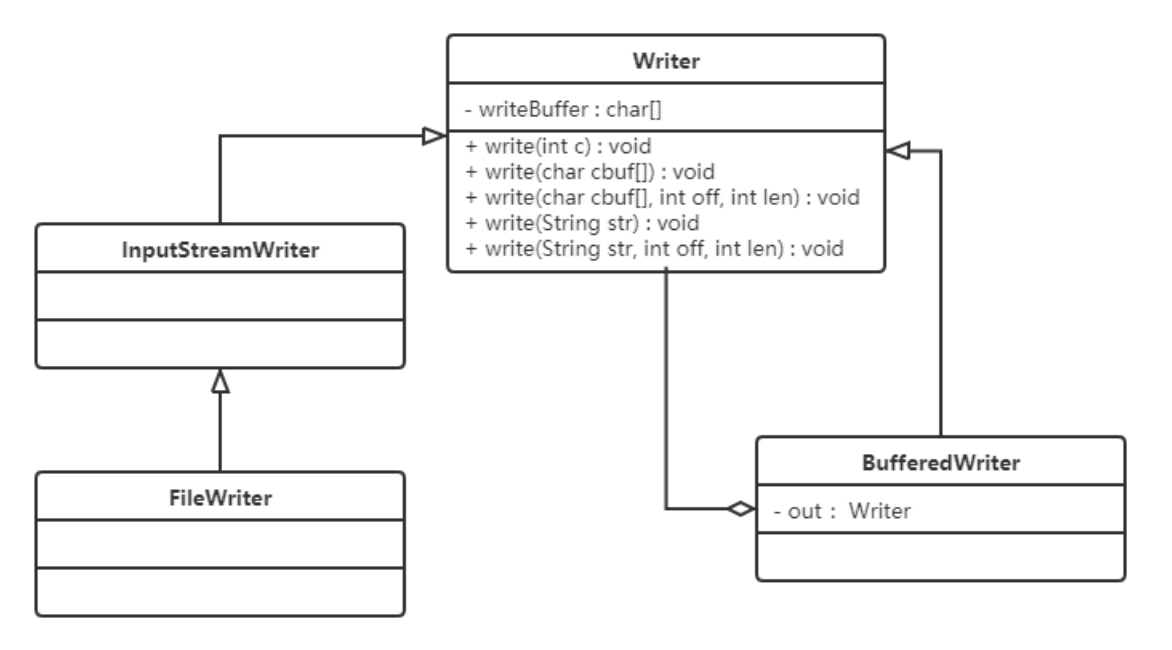 Writer
- writeBuffer : char[]
+ write(int c) : void
+ write(char cbuf[]) : void
+ write(char cbuf[], int off, int len) : void
+ write(String str) : void
+ write(String str, int off, int len) : void
InputStreamWriter
FileWriter
BufferedWriter
- out : Writer